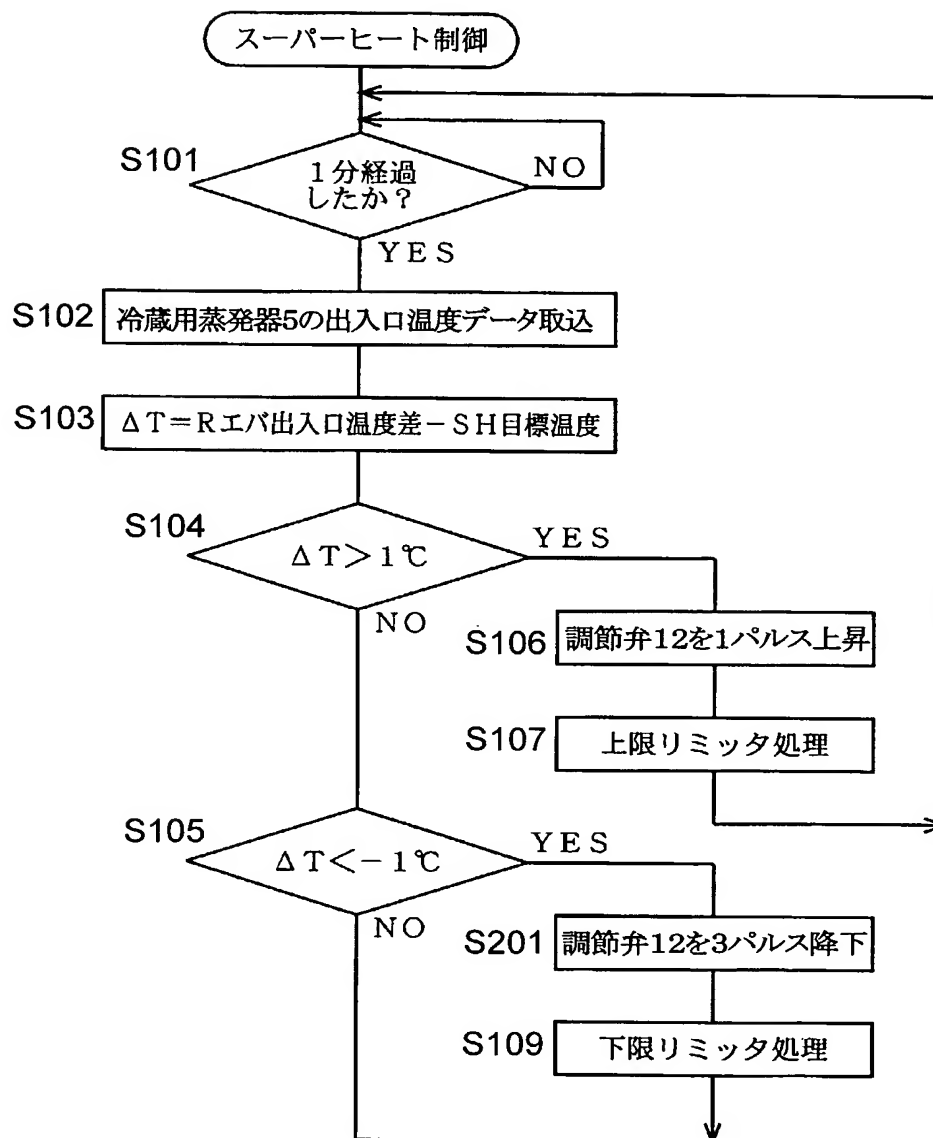 スーパーヒート制御
S101
1分経過
したか?
NO
YES
S102
冷蔵用蒸発器5の出入口温度データ取込
S103
ΔT=Rエバ出入口温度差-SH目標温度
S104
ΔT>1℃
YES
NO
S106
調節弁12を1パルス上昇
S107
上限リミッタ処理
S105
ΔT<-1℃
YES
NO
S201
調節弁12を3パルス降下
S109
下限リミッタ処理